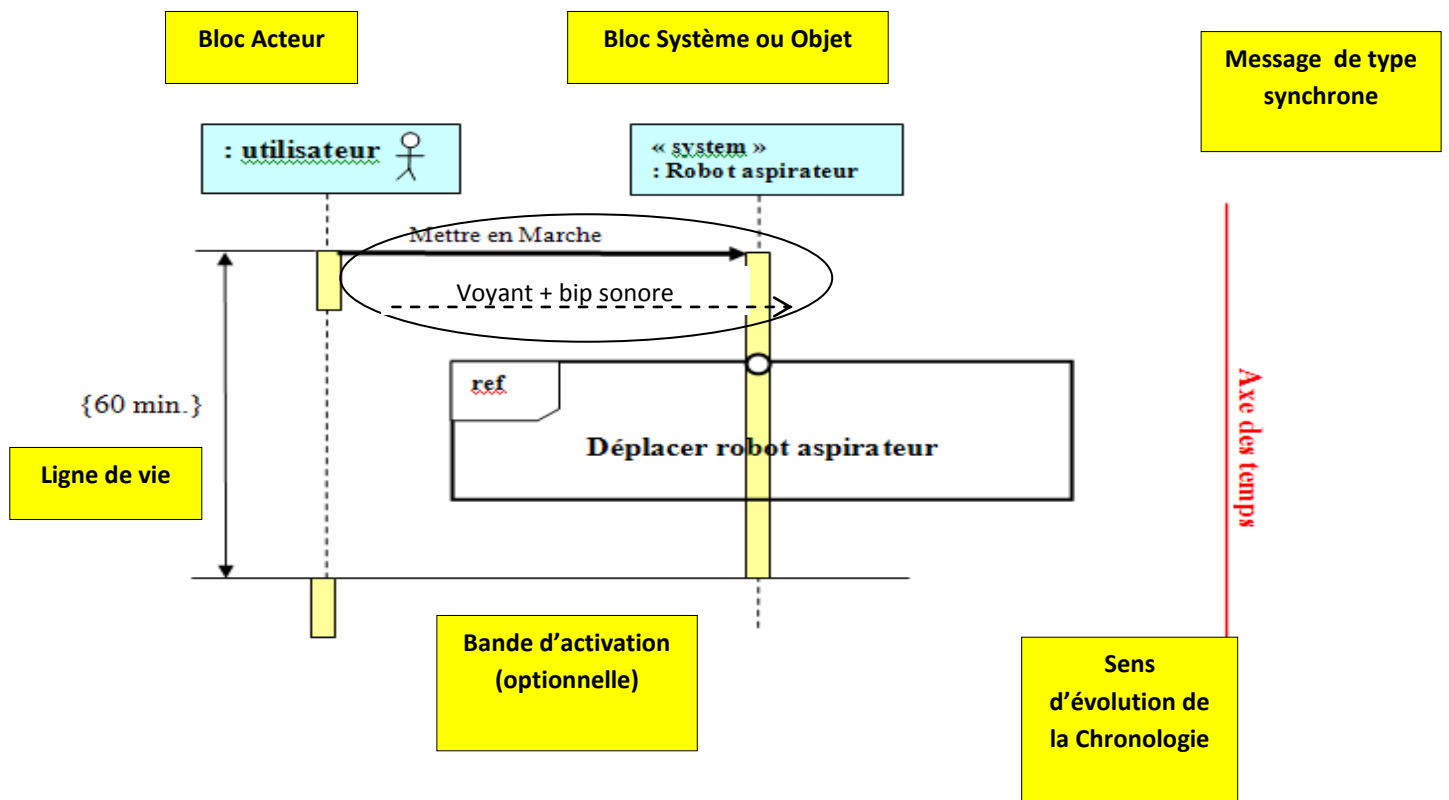 Bloc Acteur
Bloc Système ou Objet
Message de type
synchrone
: utilisateur
« system »
: Robot aspirateur
Mettre en Marche
Voyant + bip sonore
ref
{60 min.}
Déplacer robot aspirateur
Axe des temps
Ligne de vie
Bande d’activation
(optionnelle)
Sens
d’évolution de
la Chronologie